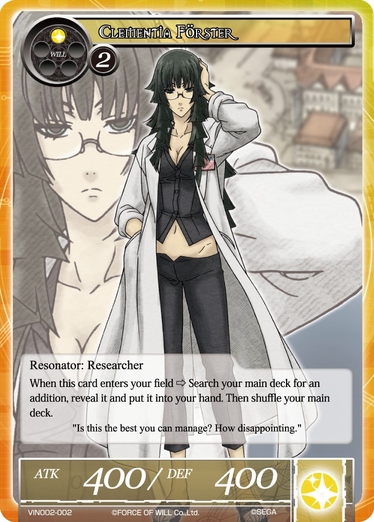 Clementia Förster
WILL
2
Resonator: Researcher
When this card enters your field ⇨ Search your main deck for an
addition, reveal it and put it into your hand. Then shuffle your main
deck.
"Is this the best you can manage? How disappointing."
ATK 400 / DEF 400
VIN002-002 ©FORCE OF WILL Co.,Ltd. ©SEGA